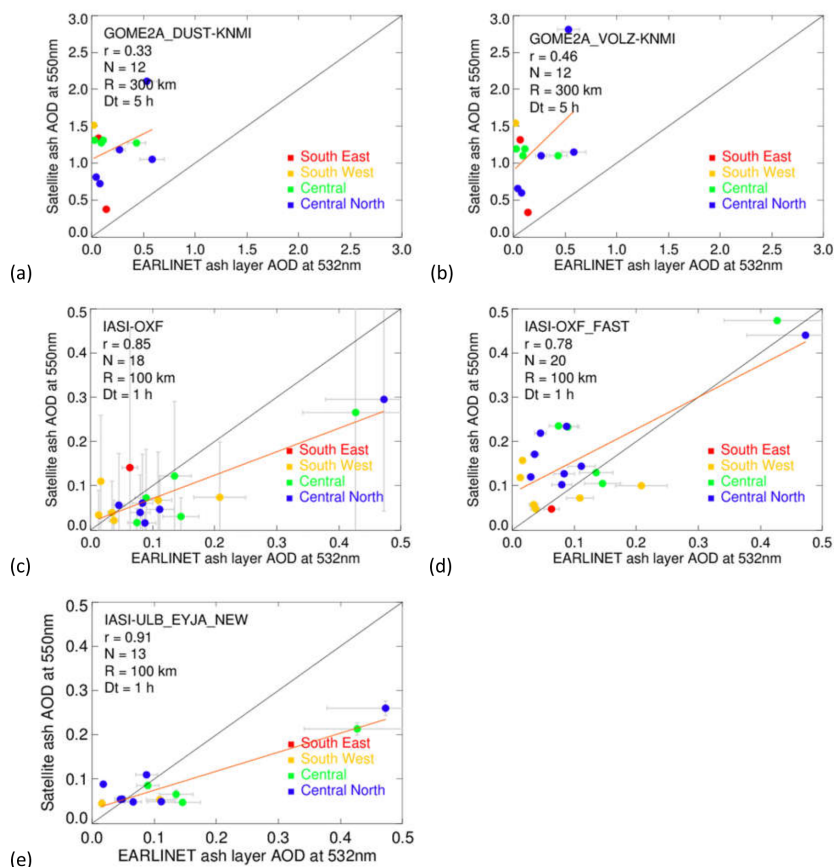 GOME2A_DUST-KNMI
r = 0.33
N = 12
R = 300 km
Dt = 5 h
South East
South West
Central
Central North
Satellite ash AOD at 550nm
3.0
2.5
2.0
1.5
1.0
0.5
0.0
0.0 0.5 1.0 1.5 2.0 2.5 3.0
EARLINET ash layer AOD at 532nm
(a)
GOME2A_VOLZ-KNMI
r = 0.46
N = 12
R = 300 km
Dt = 5 h
South East
South West
Central
Central North
Satellite ash AOD at 550nm
3.0
2.5
2.0
1.5
1.0
0.5
0.0
0.0 0.5 1.0 1.5 2.0 2.5 3.0
EARLINET ash layer AOD at 532nm
(b)
IASI-OXF
r = 0.85
N = 18
R = 100 km
Dt = 1 h
South East
South West
Central
Central North
Satellite ash AOD at 550nm
0.5
0.4
0.3
0.2
0.1
0.0
0.0 0.1 0.2 0.3 0.4 0.5
EARLINET ash layer AOD at 532nm
(c)
IASI-OXF_FAST
r = 0.78
N = 20
R = 100 km
Dt = 1 h
South East
South West
Central
Central North
Satellite ash AOD at 550nm
0.5
0.4
0.3
0.2
0.1
0.0
0.0 0.1 0.2 0.3 0.4 0.5
EARLINET ash layer AOD at 532nm
(d)
IASI-ULB_EYJA_NEW
r = 0.91
N = 13
R = 100 km
Dt = 1 h
South East
South West
Central
Central North
Satellite ash AOD at 550nm
0.5
0.4
0.3
0.2
0.1
0.0
0.0 0.1 0.2 0.3 0.4 0.5
EARLINET ash layer AOD at 532nm
(e)